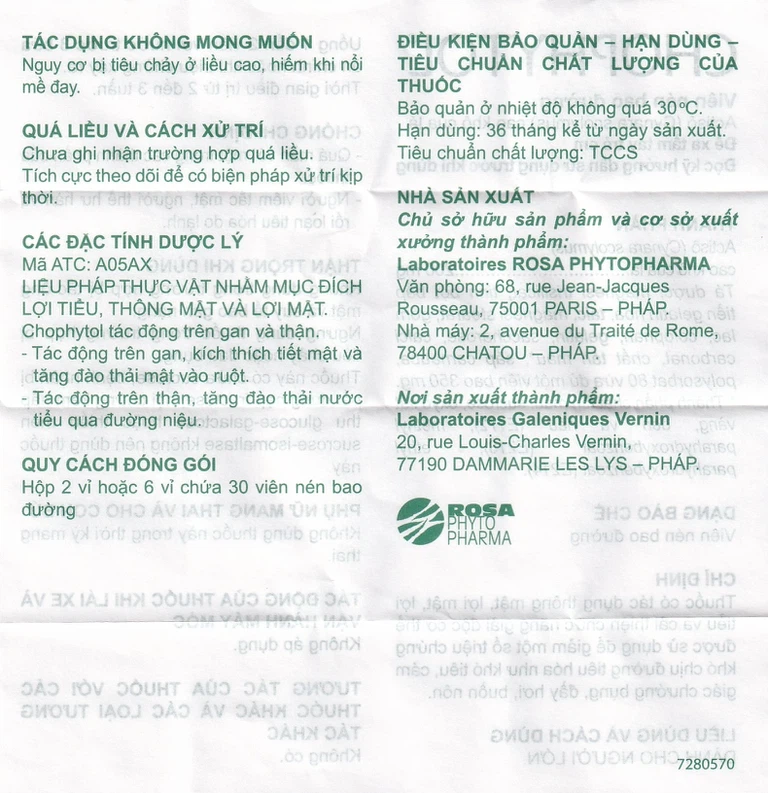 TÁC DỤNG KHÔNG MONG MUỐN
Nguy cơ bị tiêu chảy ở liều cao, hiếm khi nổi
mề đay.
QUÁ LIỀU VÀ CÁCH XỬ TRÍ
Chưa ghi nhận trường hợp quá liều.
Tích cực theo dõi để có biện pháp xử trí kịp
thời.
CÁC ĐẶC TÍNH DƯỢC LÝ
Mã ATC: A05AX
LIỆU PHÁP THỰC VẬT NHẰM MỤC ĐÍCH
LỢI TIỂU, THÔNG MẬT VÀ LỢI MẬT.
Chophytol tác động trên gan và thận.
- Tác động trên gan, kích thích tiết mật và
tăng đào thải mật vào ruột.
- Tác động trên thận, tăng đào thải nước
tiểu qua đường niệu.
QUY CÁCH ĐÓNG GÓI
Hộp 2 vỉ hoặc 6 vỉ chứa 30 viên nén bao
đường
ĐIỀU KIỆN BẢO QUẢN – HẠN DÙNG –
TIÊU CHUẨN CHẤT LƯỢNG CỦA
THUỐC
Bảo quản ở nhiệt độ không quá 30°C.
Hạn dùng: 36 tháng kể từ ngày sản xuất.
Tiêu chuẩn chất lượng: TCCS
NHÀ SẢN XUẤT
Chủ sở hữu sản phẩm và cơ sở xuất
xưởng thành phẩm:
Laboratoires ROSA PHYTOPHARMA
Văn phòng: 68, rue Jean-Jacques
Rousseau, 75001 PARIS – PHÁP.
Nhà máy: 2, avenue du Traité de Rome,
78400 CHATOU – PHÁP.
Nơi sản xuất thành phẩm:
Laboratoires Galeniques Vernin
20, rue Louis-Charles Vernin,
77190 DAMMARIE LES LYS – PHÁP.
ROSA
PHYTO
PHARMA
7280570